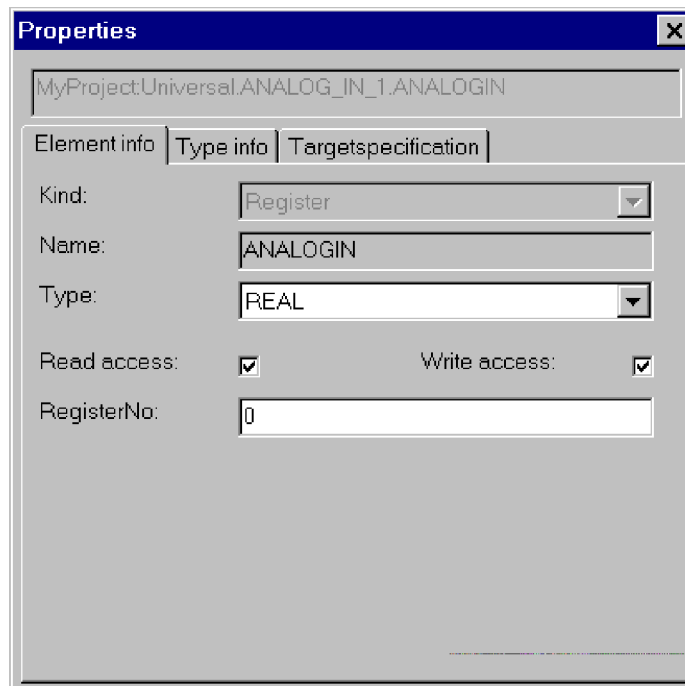 Properties
MyProject:Universal.ANALOG_IN_1.ANALOGIN
Element info Type info Targetspecification
Kind: Register
Name: ANALOGIN
Type: REAL
Read access: Write access:
RegisterNo: 0